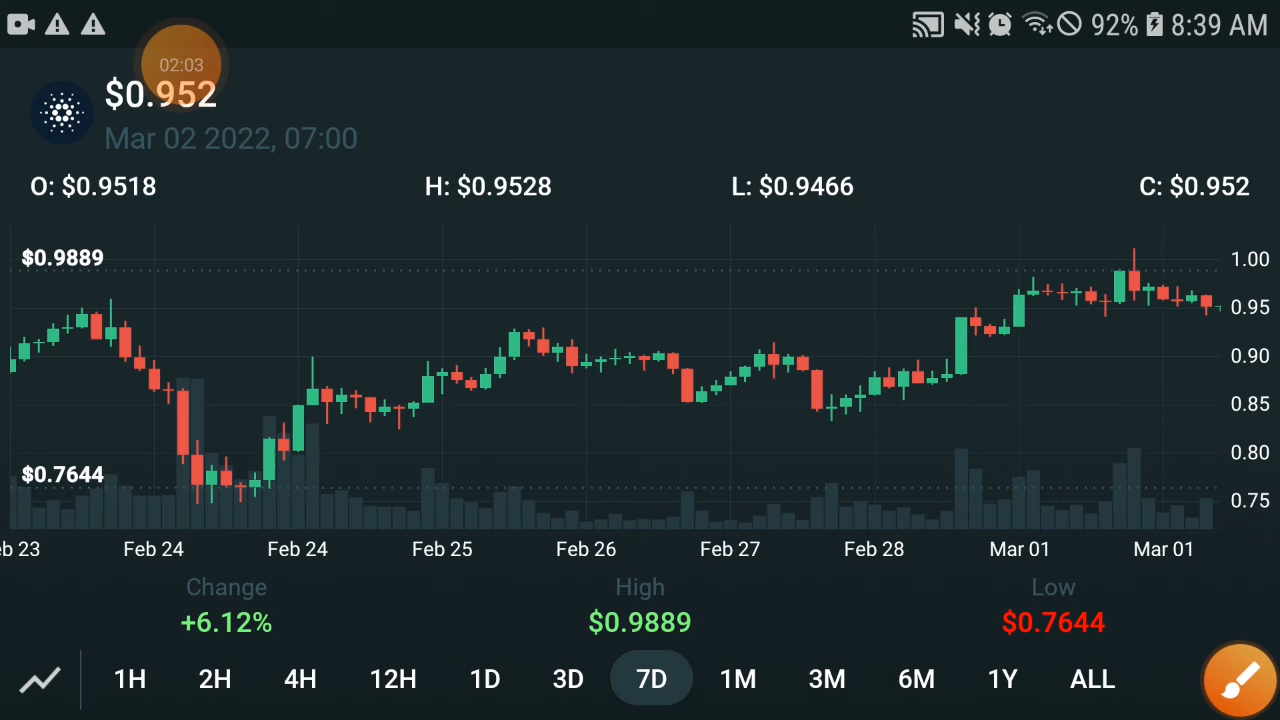 92% 8:39 AM
02:03
$0.952
Mar 02 2022, 07:00
O: $0.9518 H: $0.9528 L: $0.9466 C: $0.952
$0.9889
1.00
0.95
0.90
0.85
0.80
$0.7644
0.75
eb 23 Feb 24 Feb 24 Feb 25 Feb 26 Feb 27 Feb 28 Mar 01 Mar 01
Change High Low
+6.12% $0.9889 $0.7644
1H 2H 4H 12H 1D 3D 7D 1M 3M 6M 1Y ALL